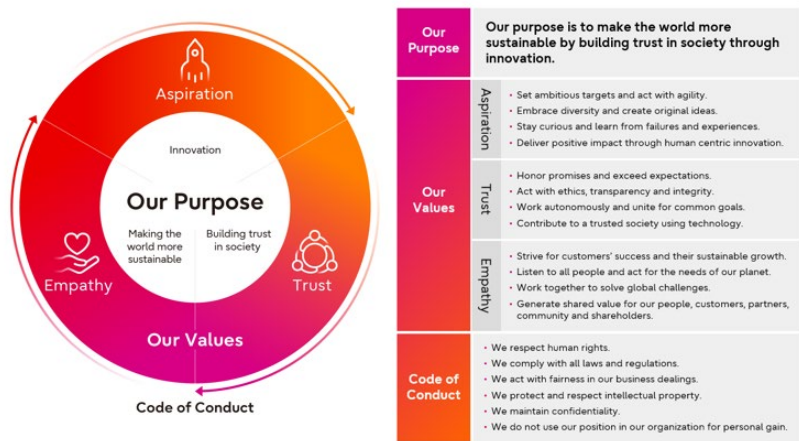 Aspiration
Innovation
Our Purpose
Making the
world more
sustainable
Building trust
in society
Empathy
Trust
Our Values
Code of Conduct
Our
Purpose
Our purpose is to make the world more
sustainable by building trust in society through
innovation.
Our
Values
Aspiration
• Set ambitious targets and act with agility.
• Embrace diversity and create original ideas.
• Stay curious and learn from failures and experiences.
• Deliver positive impact through human centric innovation.
Trust
• Honor promises and exceed expectations.
• Act with ethics, transparency and integrity.
• Work autonomously and unite for common goals.
• Contribute to a trusted society using technology.
Empathy
• Strive for customers' success and their sustainable growth.
• Listen to all people and act for the needs of our planet.
• Work together to solve global challenges.
• Generate shared value for our people, customers, partners,
community and shareholders.
Code of
Conduct
• We respect human rights.
• We comply with all laws and regulations.
• We act with fairness in our business dealings.
• We protect and respect intellectual property.
• We maintain confidentiality.
• We do not use our position in our organization for personal gain.